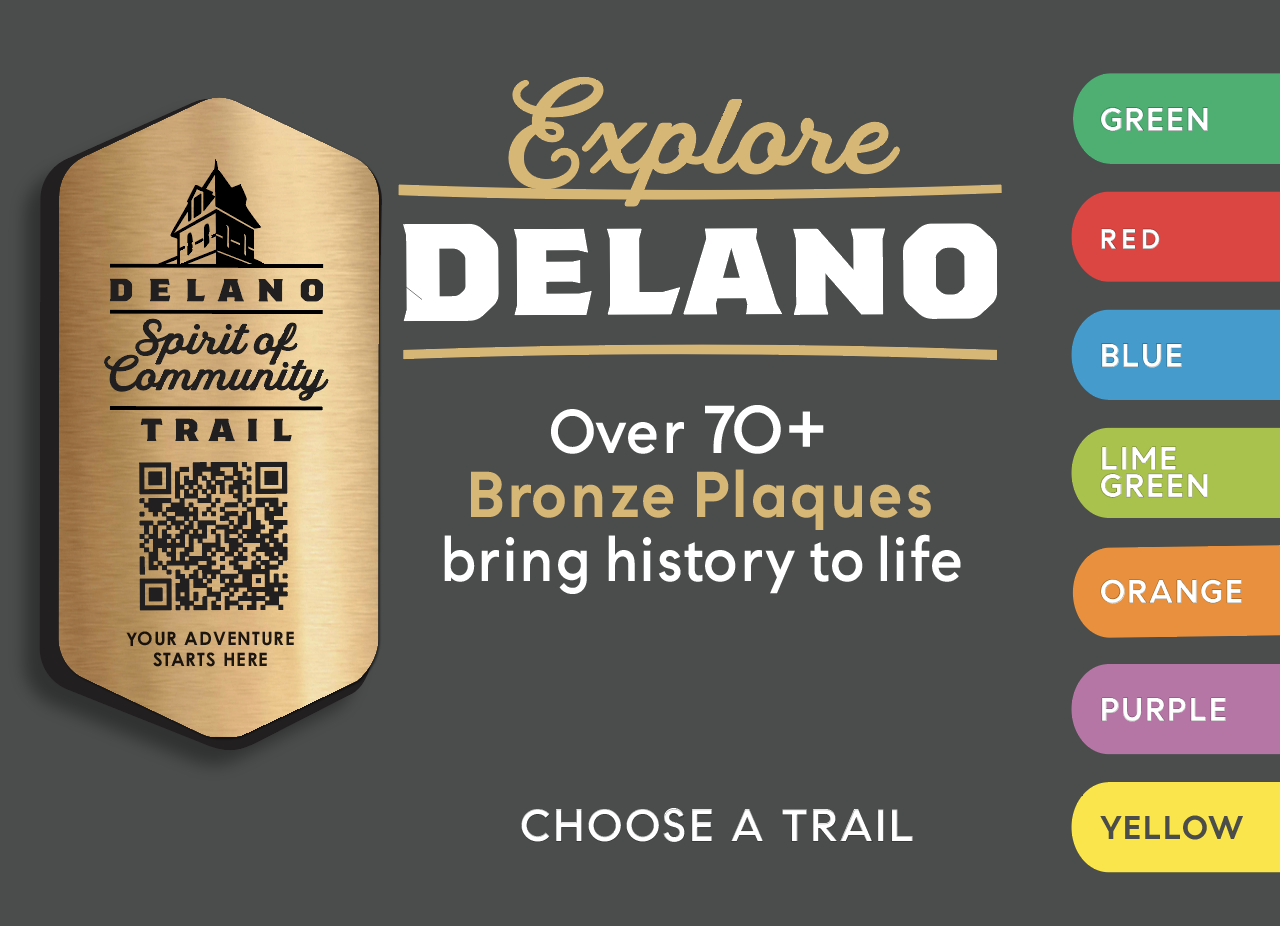 DELANO
Spirit of
Community
TRAIL
YOUR ADVENTURE
STARTS HERE
Explore
DELANO
Over 70+
Bronze Plaques
bring history to life
CHOOSE A TRAIL
GREEN
RED
BLUE
LIME
GREEN
ORANGE
PURPLE
YELLOW